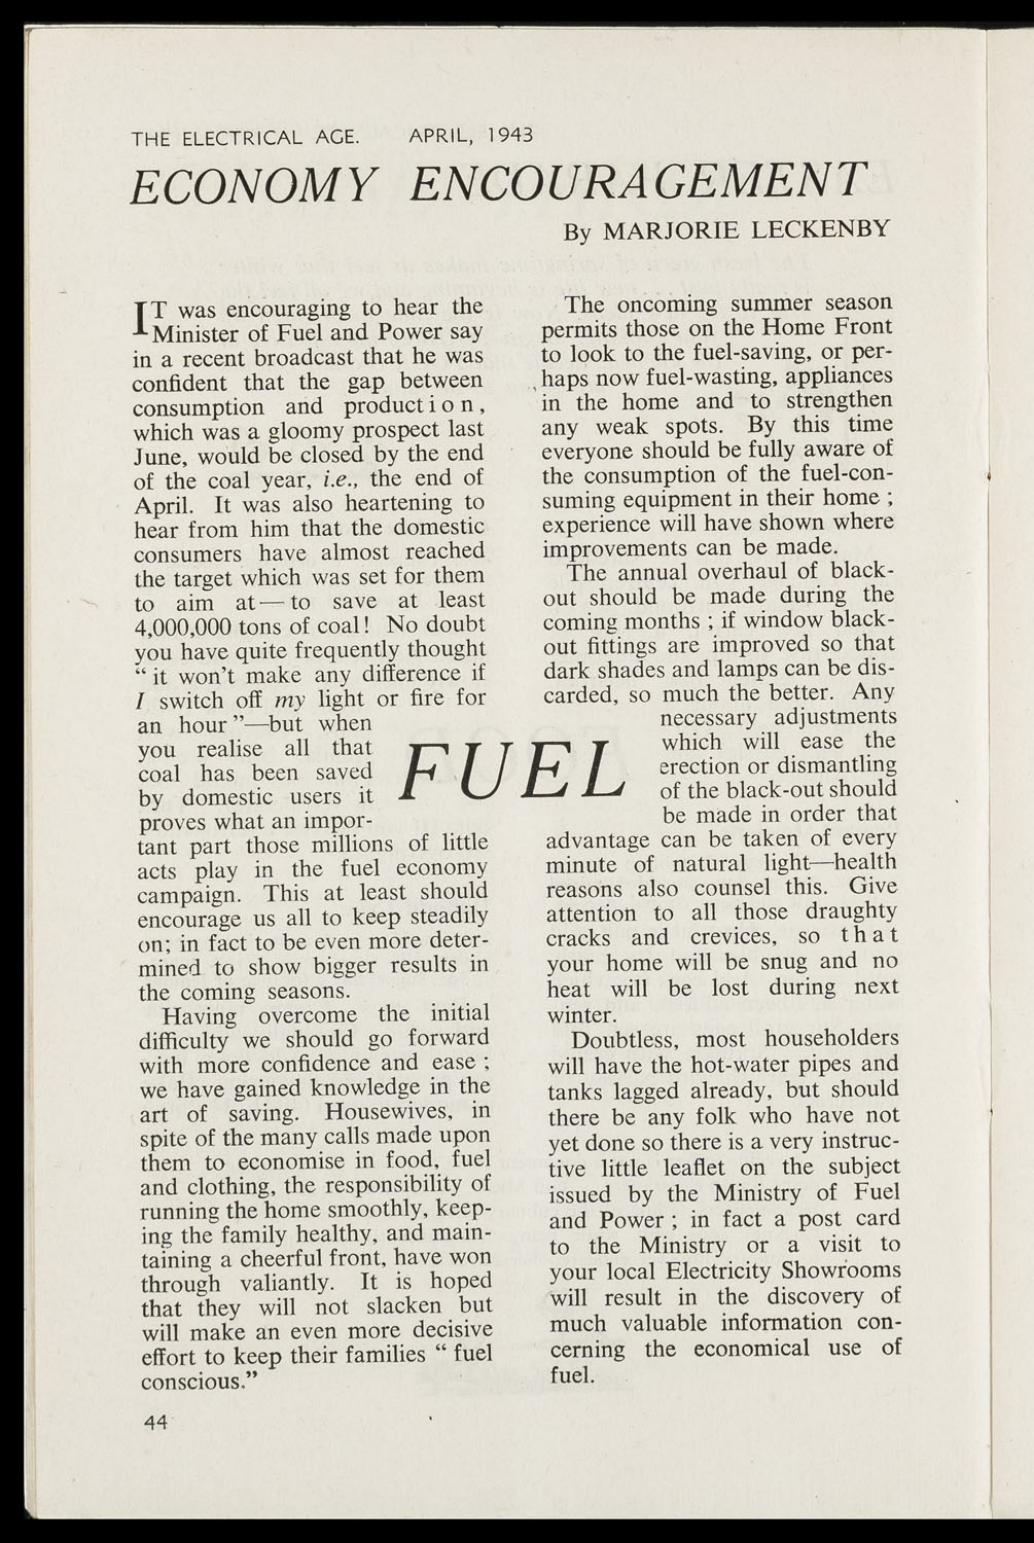 THE ELECTRICAL AGE. APRIL, 1943
ECONOMY ENCOURAGEMENT
By MARJORIE LECKENBY
IT was encouraging to hear the
Minister of Fuel and Power say
in a recent broadcast that he was
confident that the gap between
consumption and production,
which was a gloomy prospect last
June, would be closed by the end
of the coal year, i.e., the end of
April. It was also heartening to
hear from him that the domestic
consumers have almost reached
the target which was set for them
to aim at—to save at least
4,000,000 tons of coal! No doubt
you have quite frequently thought
“ it won't make any difference if
I switch off my light or fire for
an hour ”—but when
you realise all that
coal has been saved
by domestic users it
proves what an impor-
tant part those millions of little
acts play in the fuel economy
campaign. This at least should
encourage us all to keep steadily
on; in fact to be even more deter-
mined to show bigger results in
the coming seasons.
Having overcome the initial
difficulty we should go forward
with more confidence and ease ;
we have gained knowledge in the
art of saving. Housewives, in
spite of the many calls made upon
them to economise in food, fuel
and clothing, the responsibility of
running the home smoothly, keep-
ing the family healthy, and main-
taining a cheerful front, have won
through valiantly. It is hoped
that they will not slacken but
will make an even more decisive
effort to keep their families “ fuel
conscious.”
FUEL
The oncoming summer season
permits those on the Home Front
to look to the fuel-saving, or per-
haps now fuel-wasting, appliances
in the home and to strengthen
any weak spots. By this time
everyone should be fully aware of
the consumption of the fuel-con-
suming equipment in their home ;
experience will have shown where
improvements can be made.
The annual overhaul of black-
out should be made during the
coming months ; if window black-
out fittings are improved so that
dark shades and lamps can be dis-
carded, so much the better. Any
necessary adjustments
which will ease the
erection or dismantling
of the black-out should
be made in order that
advantage can be taken of every
minute of natural light—health
reasons also counsel this. Give
attention to all those draughty
cracks and crevices, so that
your home will be snug and no
heat will be lost during next
winter.
Doubtless, most householders
will have the hot-water pipes and
tanks lagged already, but should
there be any folk who have not
yet done so there is a very instruc-
tive little leaflet on the subject
issued by the Ministry of Fuel
and Power ; in fact a post card
to the Ministry or a visit to
your local Electricity Showrooms
will result in the discovery of
much valuable information con-
cerning the economical use of
fuel.
44